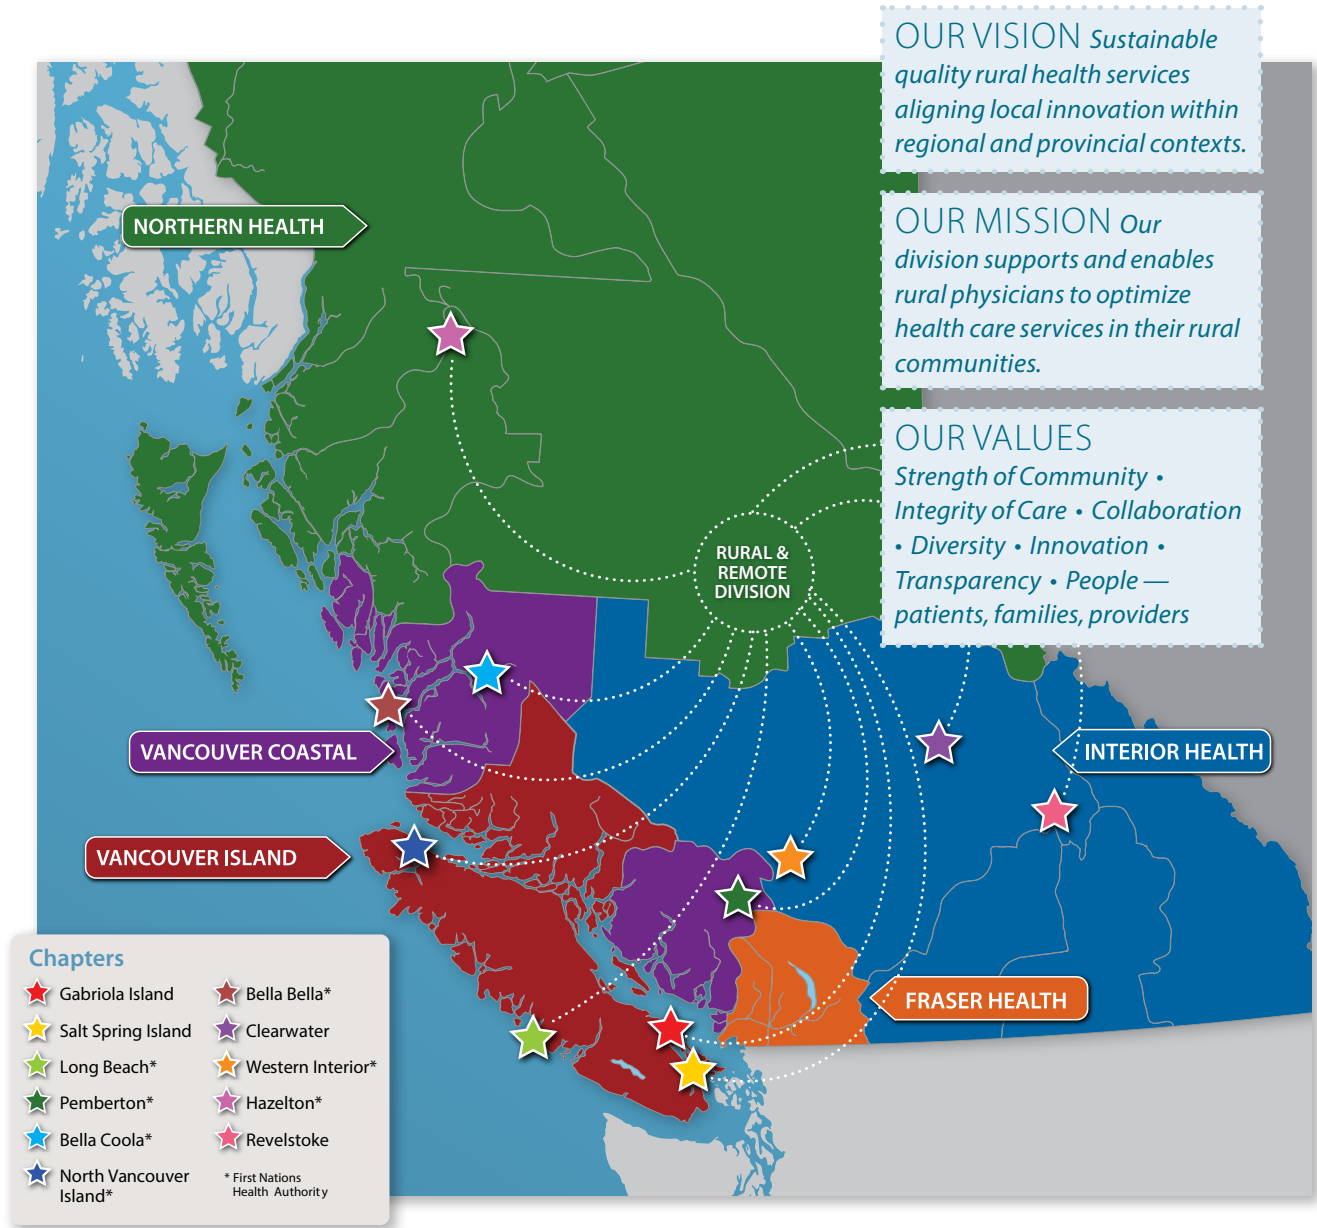 OUR VISION Sustainable
quality rural health services
aligning local innovation within
regional and provincial contexts.
OUR MISSION Our
division supports and enables
rural physicians to optimize
health care services in their rural
communities.
OUR VALUES
Strength of Community •
Integrity of Care • Collaboration
• Diversity • Innovation •
Transparency • People —
patients, families, providers
NORTHERN HEALTH
RURAL &
REMOTE
DIVISION
VANCOUVER COASTAL
INTERIOR HEALTH
VANCOUVER ISLAND
FRASER HEALTH
Chapters
Gabriola Island
Salt Spring Island
Long Beach*
Pemberton*
Bella Coola*
North Vancouver
Island*
Bella Bella*
Clearwater
Western Interior*
Hazelton*
Revelstoke
* First Nations
Health Authority